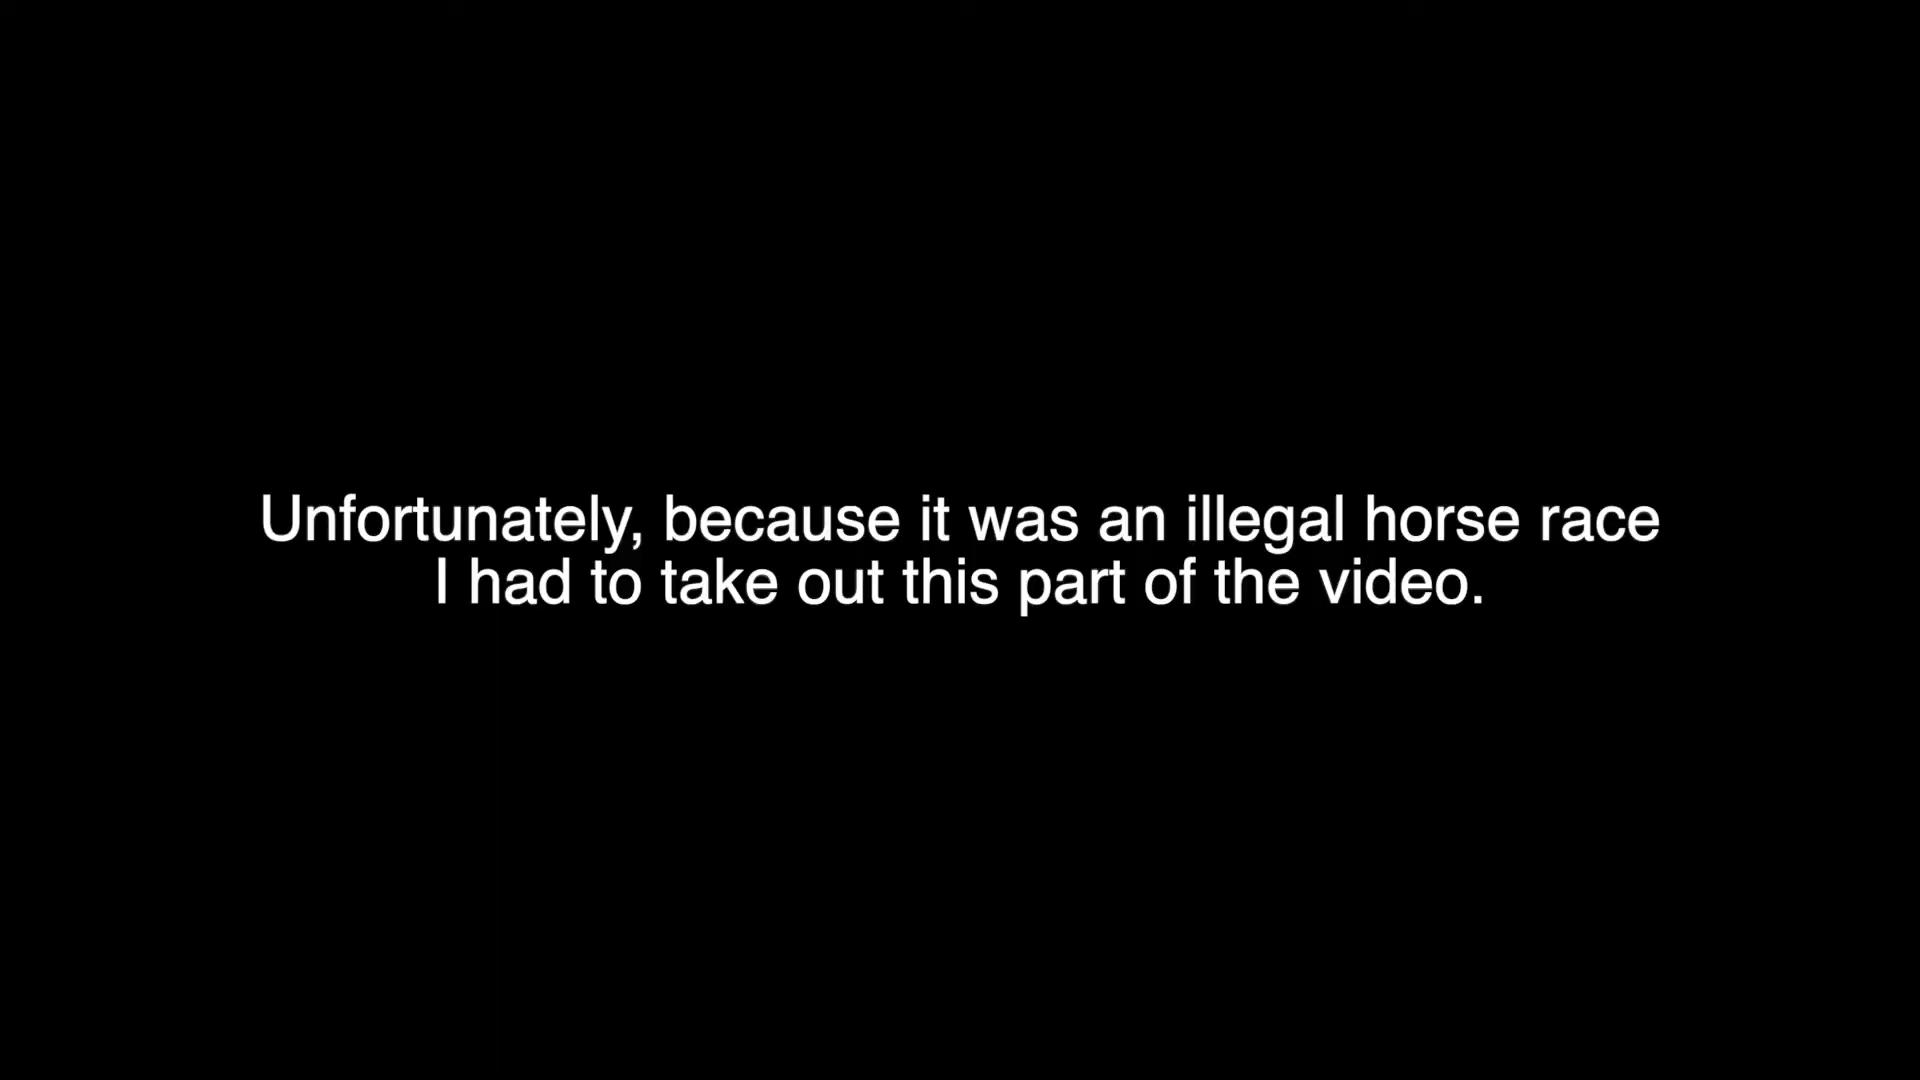 Unfortunately, because it was an illegal horse race
I had to take out this part of the video.